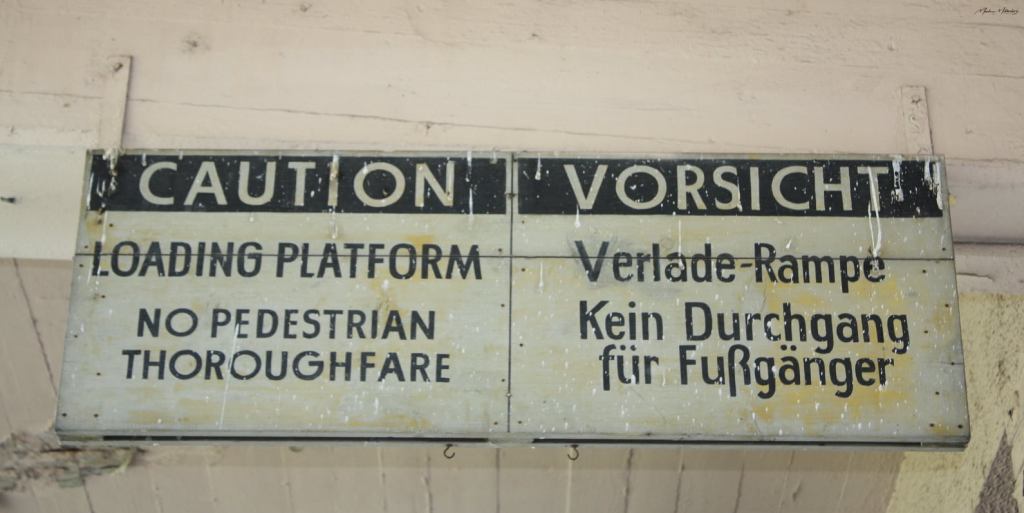 CAUTION
LOADING PLATFORM
NO PEDESTRIAN
THOROUGHFARE
VORSICHT
Verlade-Rampe
Kein Durchgang
für Fußgänger